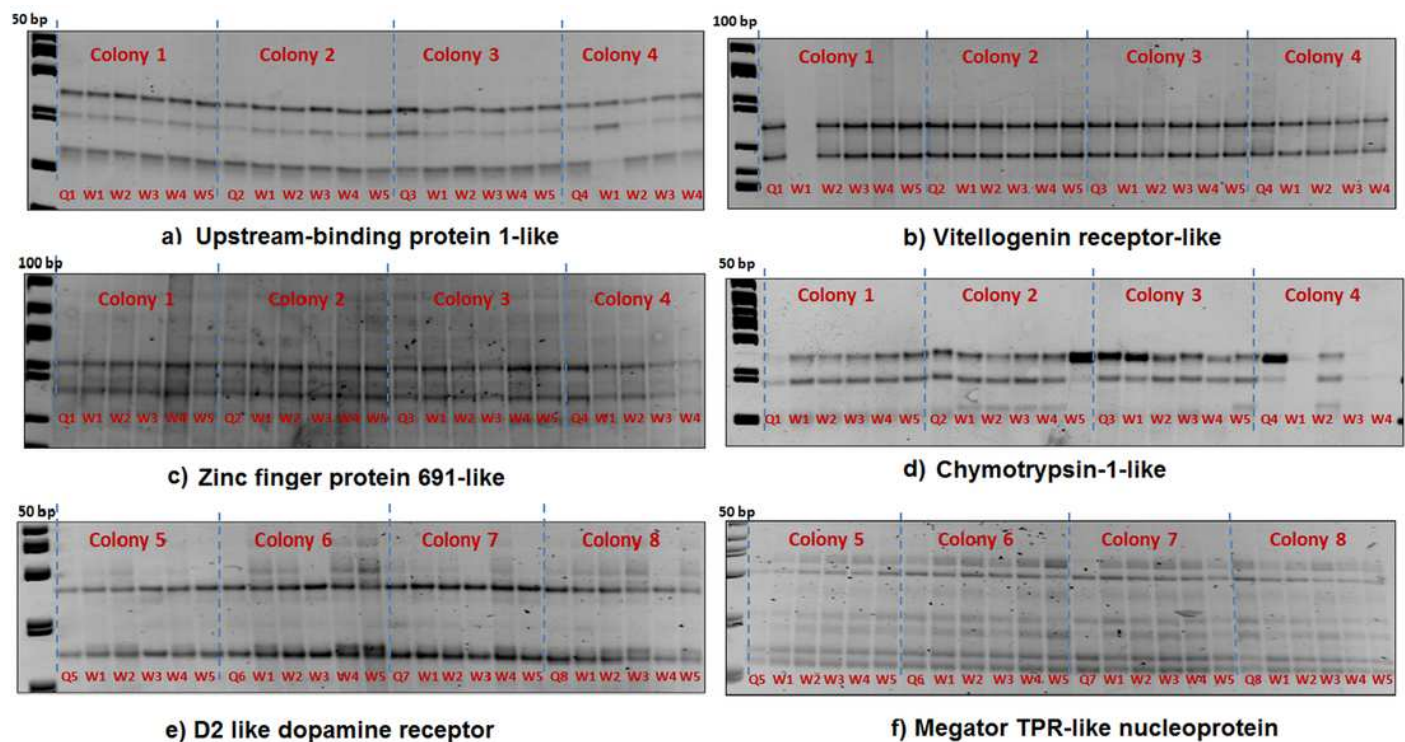 50 bp
Colony 1 Colony 2 Colony 3 Colony 4
Q1 W1 W2 W3 W4 W5 Q2 W1 W2 W3 W4 W5 Q3 W1 W2 W3 W4 W5 Q4 W1 W2 W3 W4
a) Upstream-binding protein 1-like
100 bp
Colony 1 Colony 2 Colony 3 Colony 4
Q1 W1 W2 W3 W4 W5 Q2 W1 W2 W3 W4 W5 Q3 W1 W2 W3 W4 W5 Q4 W1 W2 W3 W4
b) Vitellogenin receptor-like
100 bp
Colony 1 Colony 2 Colony 3 Colony 4
Q1 W1 W2 W3 W4 W5 Q2 W1 W2 W3 W4 W5 Q3 W1 W2 W3 W4 W5 Q4 W1 W2 W3 W4
c) Zinc finger protein 691-like
50 bp
Colony 1 Colony 2 Colony 3 Colony 4
Q1 W1 W2 W3 W4 W5 Q2 W1 W2 W3 W4 W5 Q3 W1 W2 W3 W4 W5 Q4 W1 W2 W3 W4
d) Chymotrypsin-1-like
50 bp
Colony 5 Colony 6 Colony 7 Colony 8
Q5 W1 W2 W3 W4 W5 Q6 W1 W2 W3 W4 W5 Q7 W1 W2 W3 W4 W5 Q8 W1 W2 W3 W4 W5
e) D2 like dopamine receptor
50 bp
Colony 5 Colony 6 Colony 7 Colony 8
Q5 W1 W2 W3 W4 W5 Q6 W1 W2 W3 W4 W5 Q7 W1 W2 W3 W4 W5 Q8 W1 W2 W3 W4 W5
f) Megator TPR-like nucleoprotein